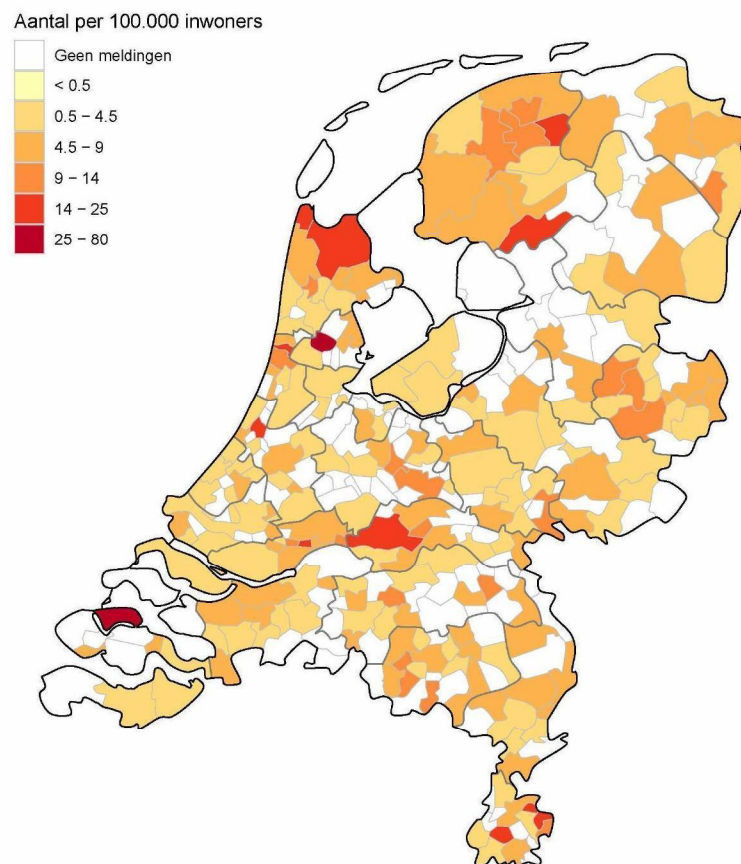 Aantal per 100.000 inwoners
Geen meldingen
< 0.5
0.5 – 4.5
4.5 – 9
9 – 14
14 – 25
25 – 80